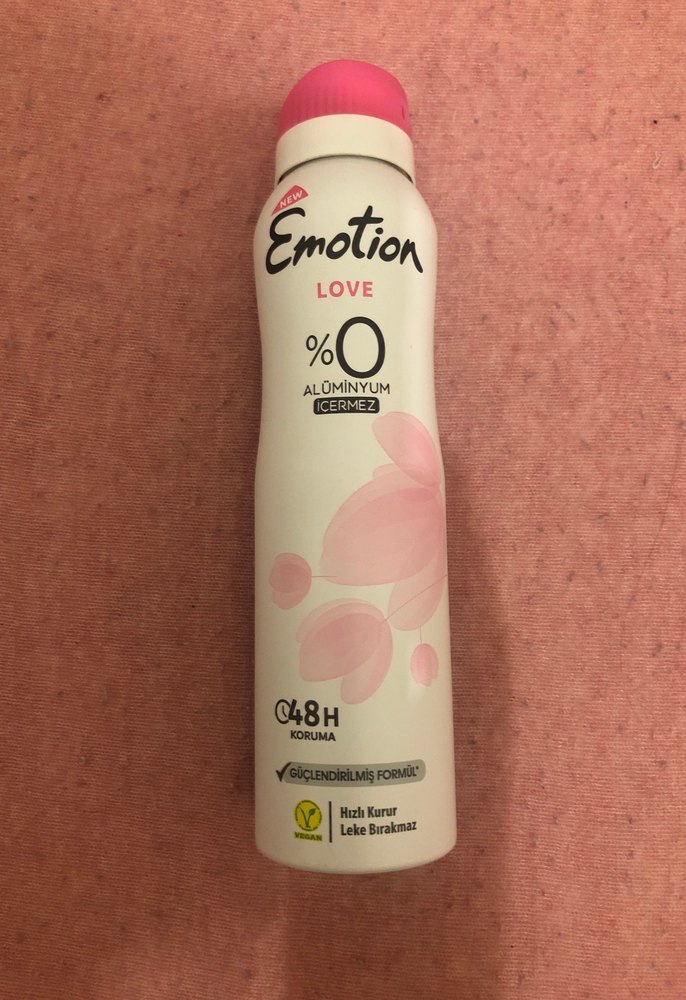 NEW
Emotion
LOVE
%0
ALÜMİNYUM
İÇERMEZ
48H
KORUMA
GÜÇLENDİRİLMİŞ FORMÜL*
VEGAN
Hızlı Kurur
Leke Bırakmaz